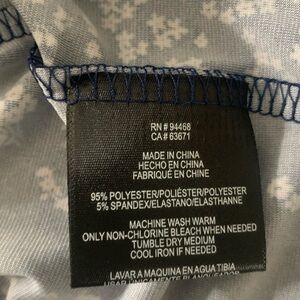 RN # 94468
CA # 63671
MADE IN CHINA
HECHO EN CHINA
FABRIQUÉ EN CHINE
95% POLYESTER/POLIÉSTER/POLYESTER
5% SPANDEX/ELASTANO/ELASTHANNE
MACHINE WASH WARM
ONLY NON-CHLORINE BLEACH WHEN NEEDED
TUMBLE DRY MEDIUM
COOL IRON IF NEEDED
LAVAR A MAQUINA EN AGUA TIBIA